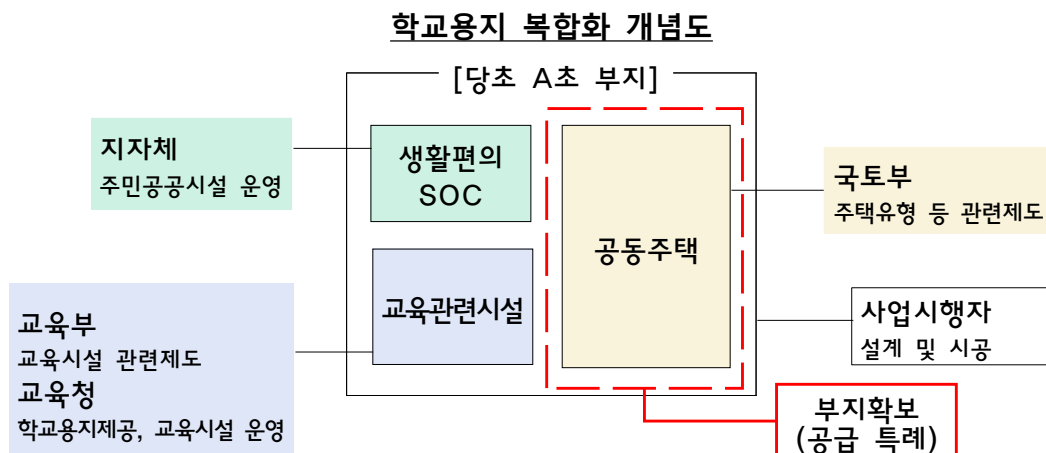 학교용지 복합화 개념도
[당초 A초 부지]
지자체
주민공공시설 운영
생활편의
SOC
공동주택
국토부
주택유형 등 관련제도
교육관련시설
교육부
교육시설 관련제도
교육청
학교용지제공, 교육시설 운영
사업시행자
설계 및 시공
부지확보
(공급 특례)